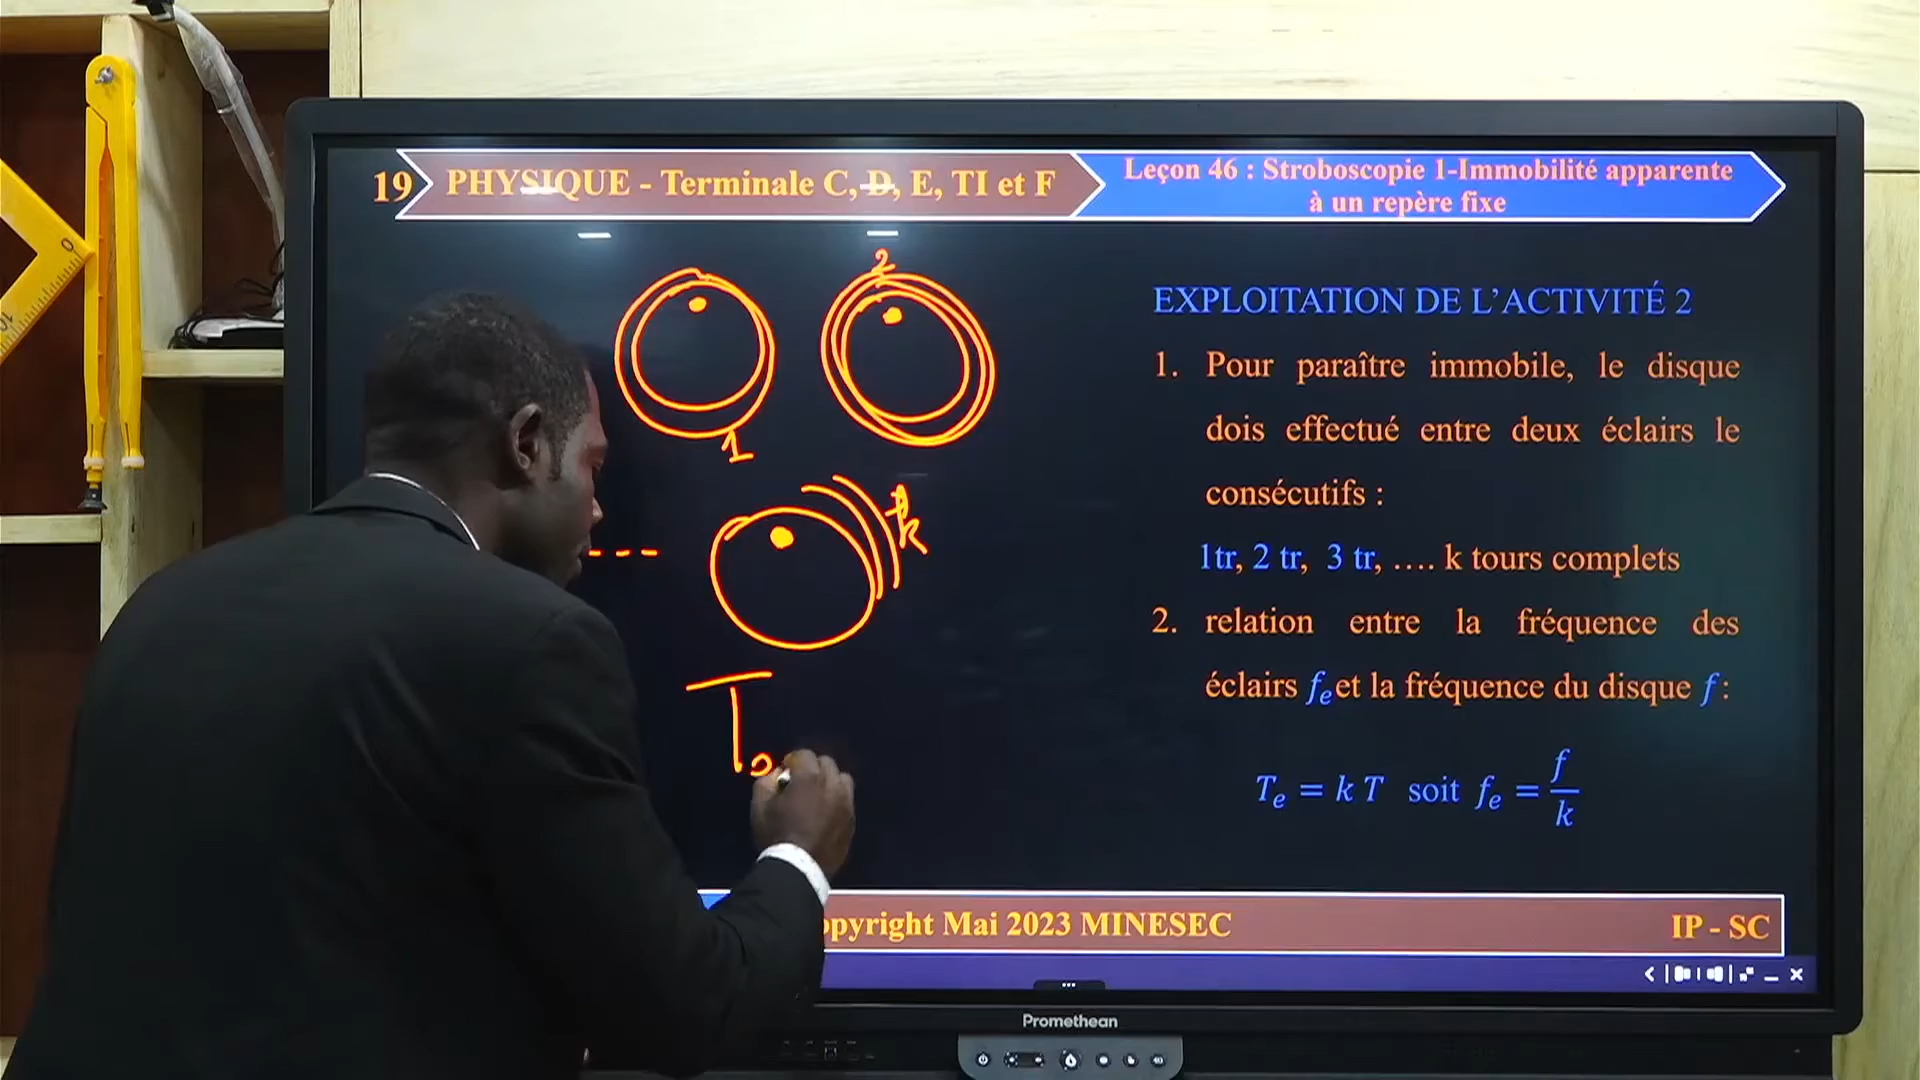 19
PHYSIQUE - Terminale C, D, E, TI et F
Leçon 46 : Stroboscopie 1-Immobilité apparente
à un repère fixe
2
1
k
T
EXPLOITATION DE L'ACTIVITÉ 2
1. Pour paraître immobile, le disque
dois effectué entre deux éclairs le
consécutifs :
1tr, 2 tr, 3 tr, …. k tours complets
2. relation entre la fréquence des
éclairs fe et la fréquence du disque f :
Te = k T soit fe = f/k
opyright Mai 2023 MINESEC
IP - SC
Promethean